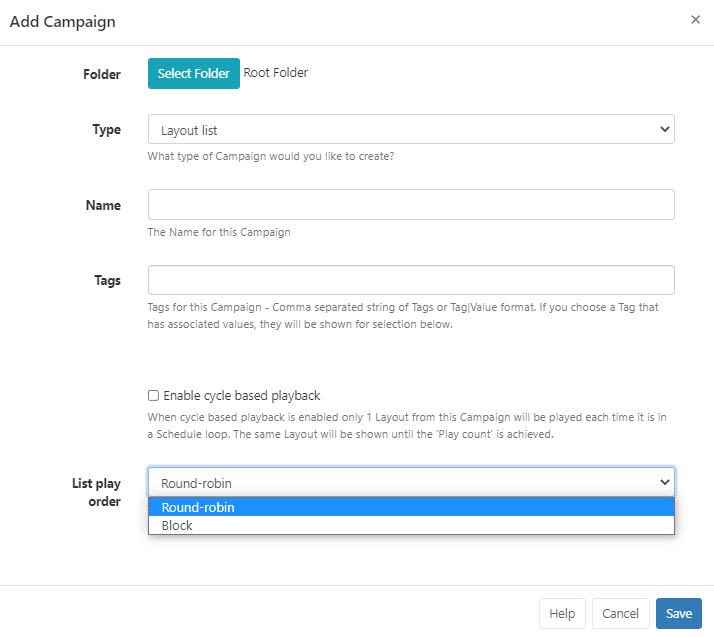 Add Campaign ×
Folder Select Folder Root Folder
Type Layout list
What type of Campaign would you like to create?
Name
The Name for this Campaign
Tags
Tags for this Campaign - Comma separated string of Tags or Tag|Value format. If you choose a Tag that
has associated values, they will be shown for selection below.
Enable cycle based playback
When cycle based playback is enabled only 1 Layout from this Campaign will be played each time it is in
a Schedule loop. The same Layout will be shown until the 'Play count' is achieved.
List play
order
Round-robin
Round-robin
Block
Help Cancel Save